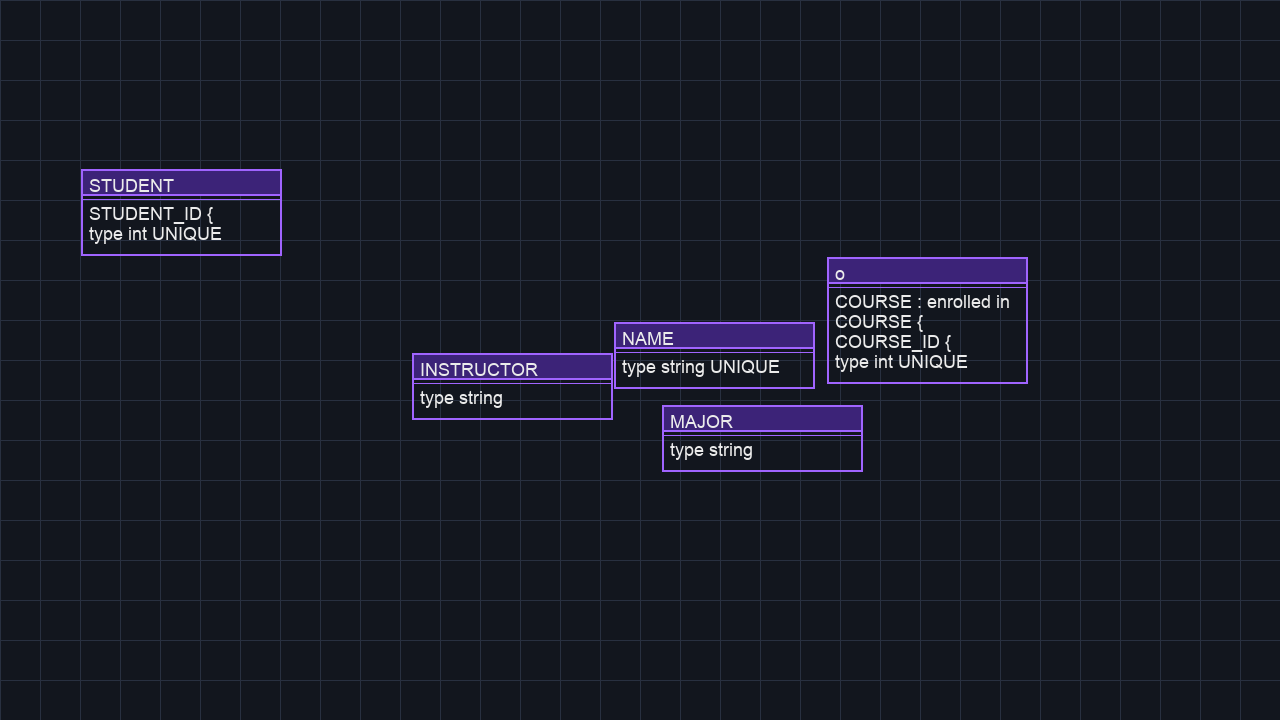 STUDENT
STUDENT_ID {
type int UNIQUE
o
COURSE : enrolled in
COURSE {
COURSE_ID {
type int UNIQUE
NAME
type string UNIQUE
INSTRUCTOR
type string
MAJOR
type string